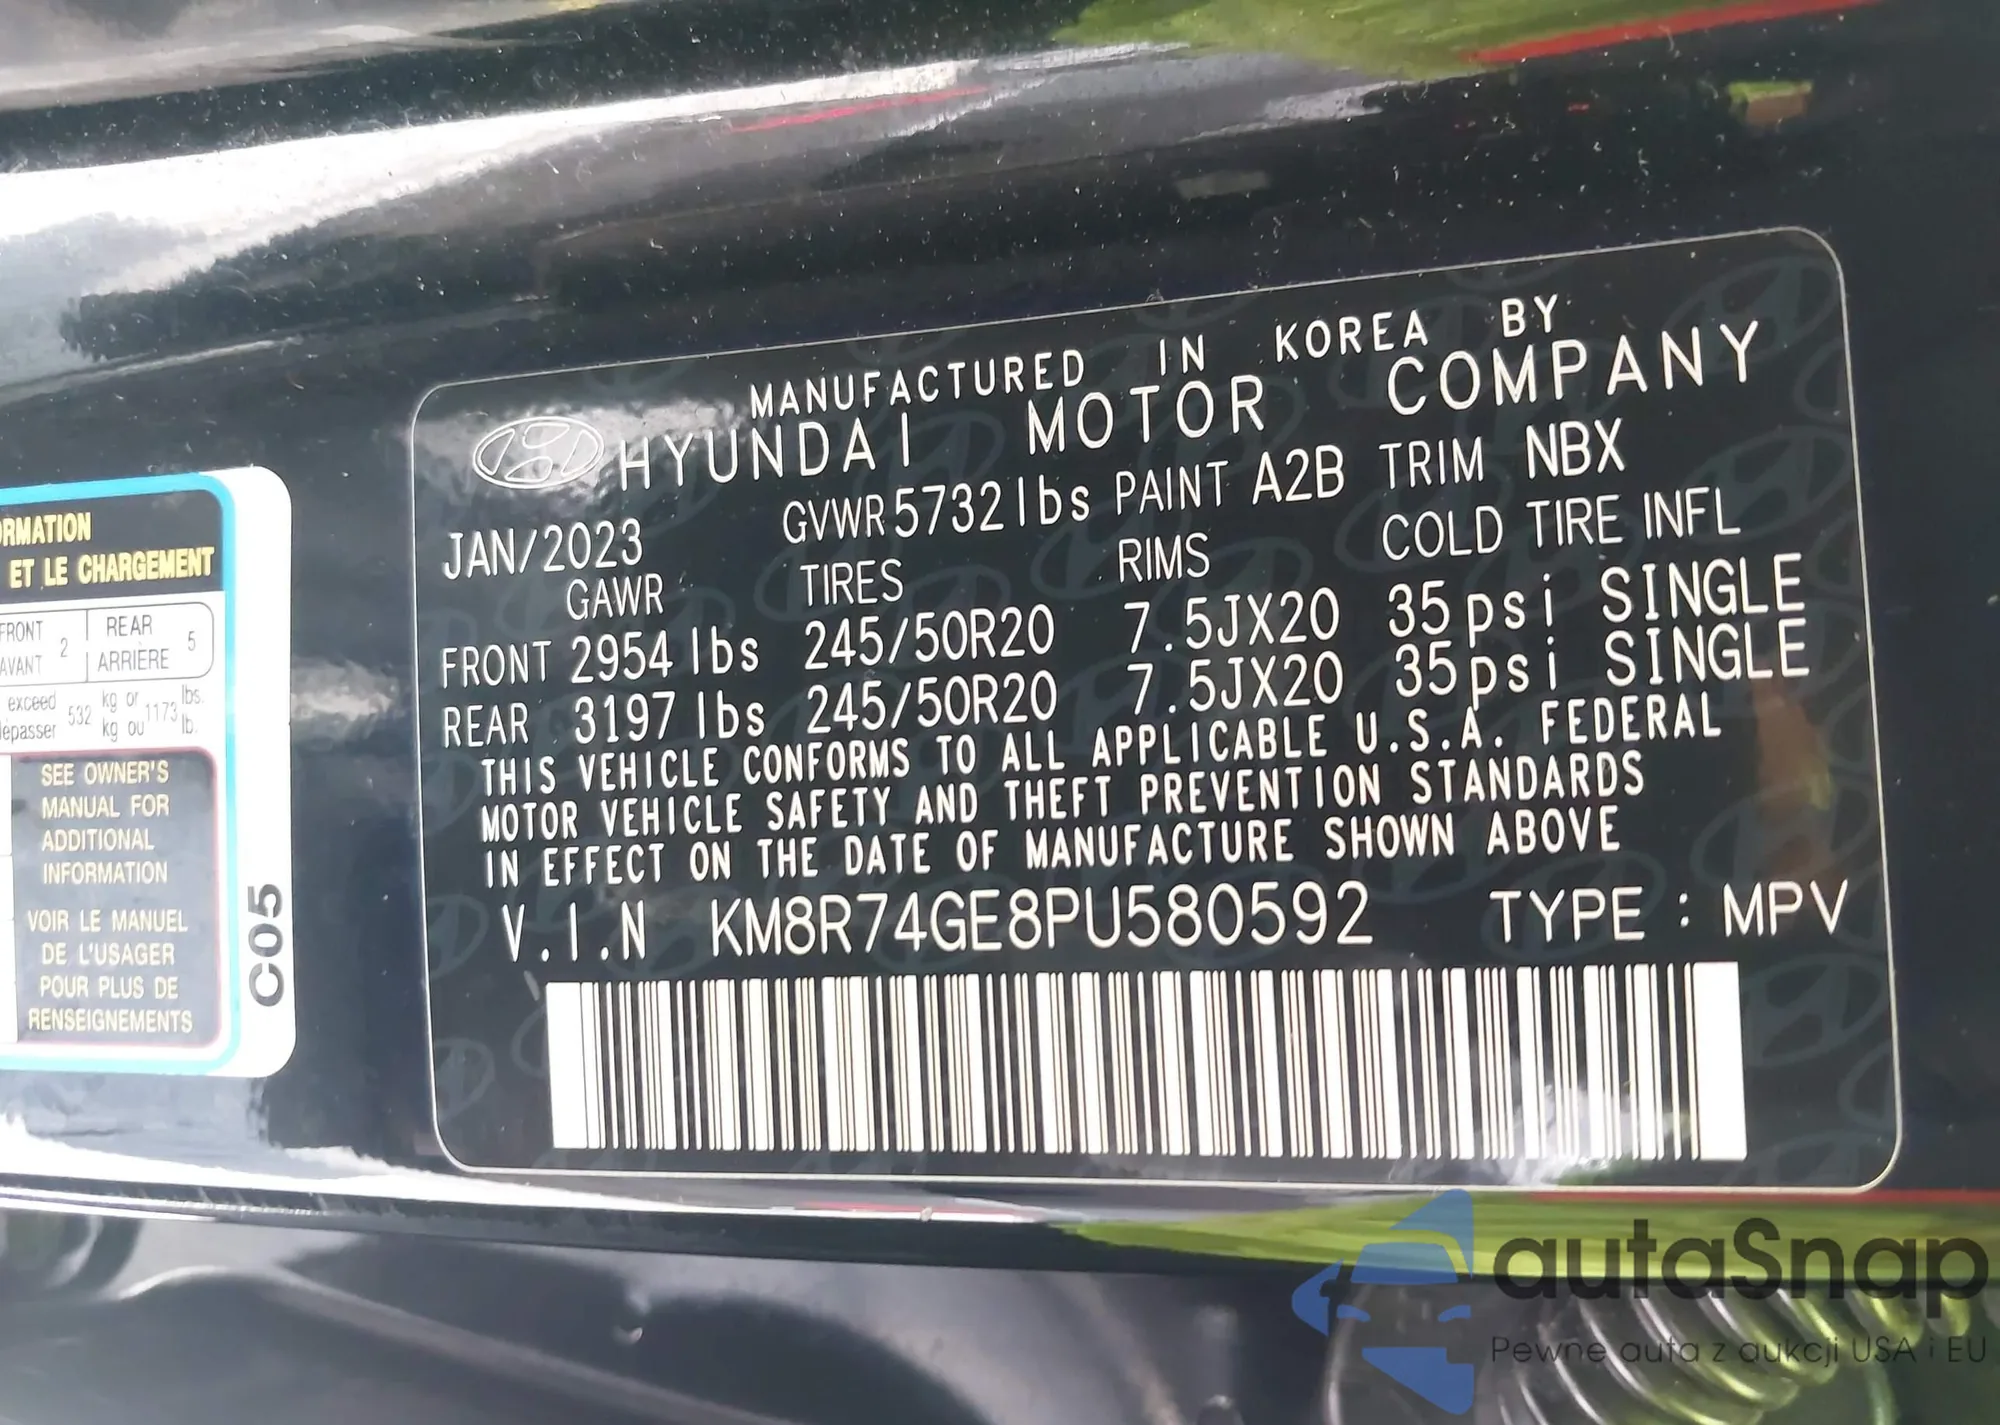 MANUFACTURED IN KOREA BY
HYUNDAI MOTOR COMPANY
JAN/2023 GVWR 5732 lbs PAINT A2B TRIM NBX
GAWR TIRES RIMS COLD TIRE INFL
FRONT 2954 lbs 245/50R20 7.5JX20 35psi SINGLE
REAR 3197 lbs 245/50R20 7.5JX20 35psi SINGLE
THIS VEHICLE CONFORMS TO ALL APPLICABLE U.S.A. FEDERAL
MOTOR VEHICLE SAFETY AND THEFT PREVENTION STANDARDS
IN EFFECT ON THE DATE OF MANUFACTURE SHOWN ABOVE
V.I.N KM8R74GE8PU580592 TYPE : MPV
ET LE CHARGEMENT
FRONT 2 REAR 5
AVANT ARRIÈRE
exceed 532 kg or 1173 lbs.
kg ou lb.
SEE OWNER'S
MANUAL FOR
ADDITIONAL
INFORMATION
VOIR LE MANUEL
DE L'USAGER
POUR PLUS DE
RENSEIGNEMENTS
C05
autaSnap
Pewne auta z aukcji USA i EU